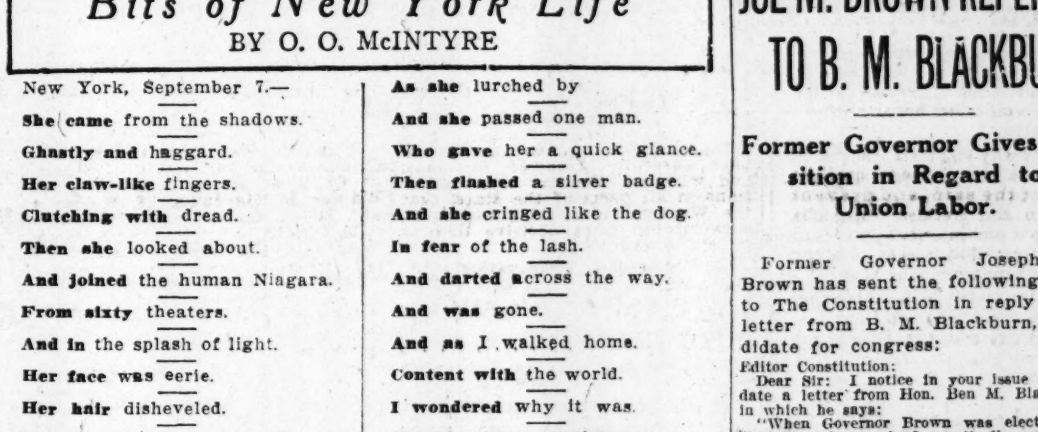 Bits of New York Life
BY O. O. McINTYRE
New York, September 7.—
She came from the shadows.
Ghastly and haggard.
Her claw-like fingers.
Clutching with dread.
Then she looked about.
And joined the human Niagara.
From sixty theaters.
And in the splash of light.
Her face was eerie.
Her hair disheveled.
As she lurched by
And she passed one man.
Who gave her a quick glance.
Then flashed a silver badge.
And she cringed like the dog.
In fear of the lash.
And darted across the way.
And was gone.
And as I walked home.
Content with the world.
I wondered why it was.
JOE M. BROWN
TO B. M.
Former Governor Gives
sition in Regard to
Union Labor.
Former Governor Joseph
Brown has sent the following
to The Constitution in reply
letter from B. M. Blackburn,
didate for congress:
Editor Constitution:
Dear Sir: I notice in your issue
date a letter from Hon. Ben M.
in which he says:
"When Governor Brown was